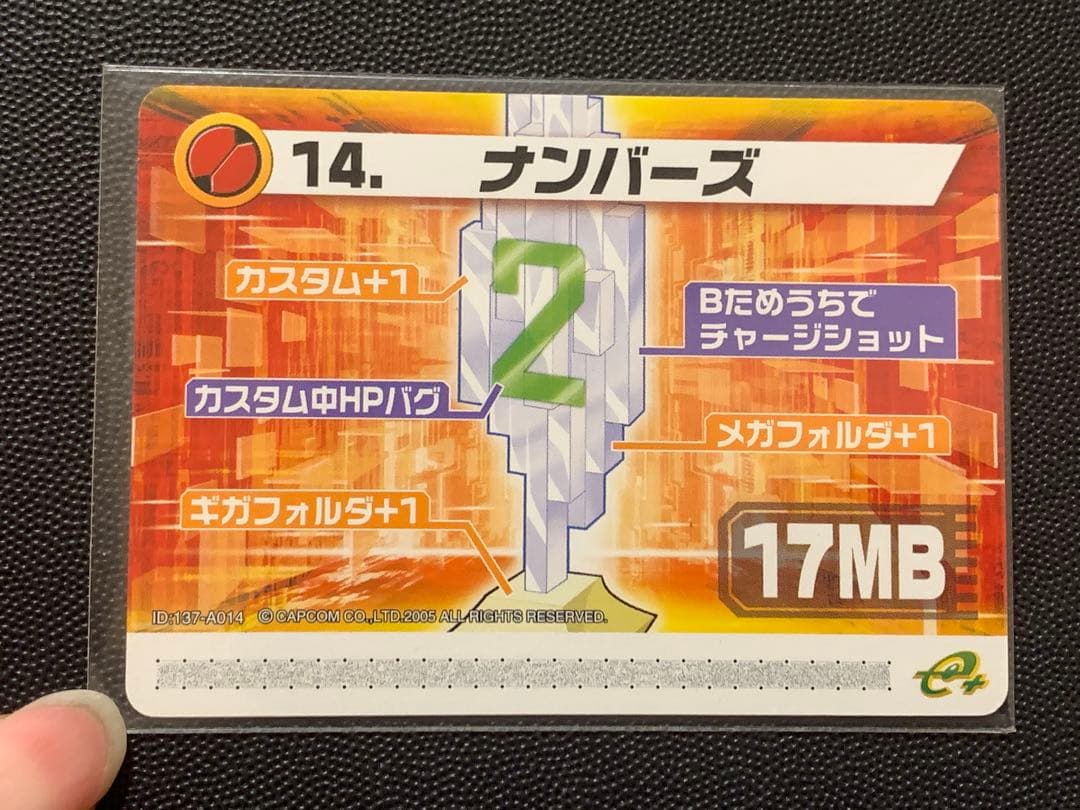 14. ナンバーズ
2
カスタム+1
Bためうちで
チャージショット
カスタム中HPバグ
メガフォルダ+1
ギガフォルダ+1
17MB
ID:137-A014 © CAPCOM CO.,LTD.2005 ALL RIGHTS RESERVED.
e+